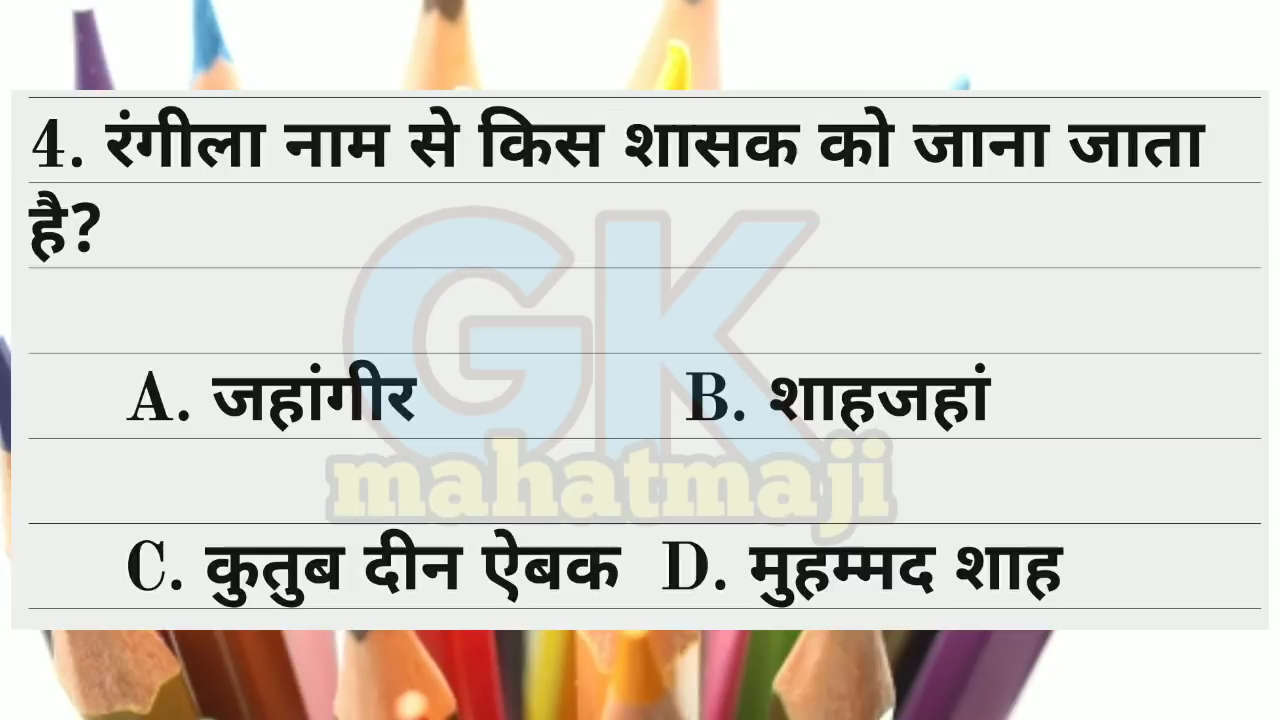 4. रंगीला नाम से किस शासक को जाना जाता
है?
GK
A. जहांगीर B. शाहजहां
mahatmaji
C. कुतुब दीन ऐबक D. मुहम्मद शाह